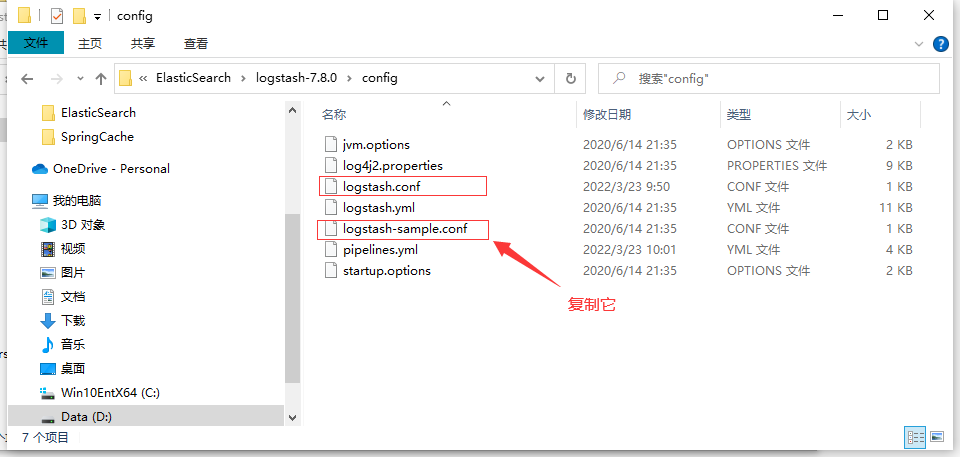 config
文件 主页 共享 查看
« ElasticSearch > logstash-7.8.0 > config 搜索"config"
ElasticSearch
SpringCache
OneDrive - Personal
我的电脑
3D 对象
视频
图片
文档
下载
音乐
桌面
Win10EntX64 (C:)
Data (D:)
名称 修改日期 类型 大小
jvm.options 2020/6/14 21:35 OPTIONS 文件 2 KB
log4j2.properties 2020/6/14 21:35 PROPERTIES 文件 9 KB
logstash.conf 2022/3/23 9:50 CONF 文件 1 KB
logstash.yml 2020/6/14 21:35 YML 文件 11 KB
logstash-sample.conf 2020/6/14 21:35 CONF 文件 1 KB
pipelines.yml 2022/3/23 10:01 YML 文件 4 KB
startup.options 2020/6/14 21:35 OPTIONS 文件 2 KB
复制它
7 个项目